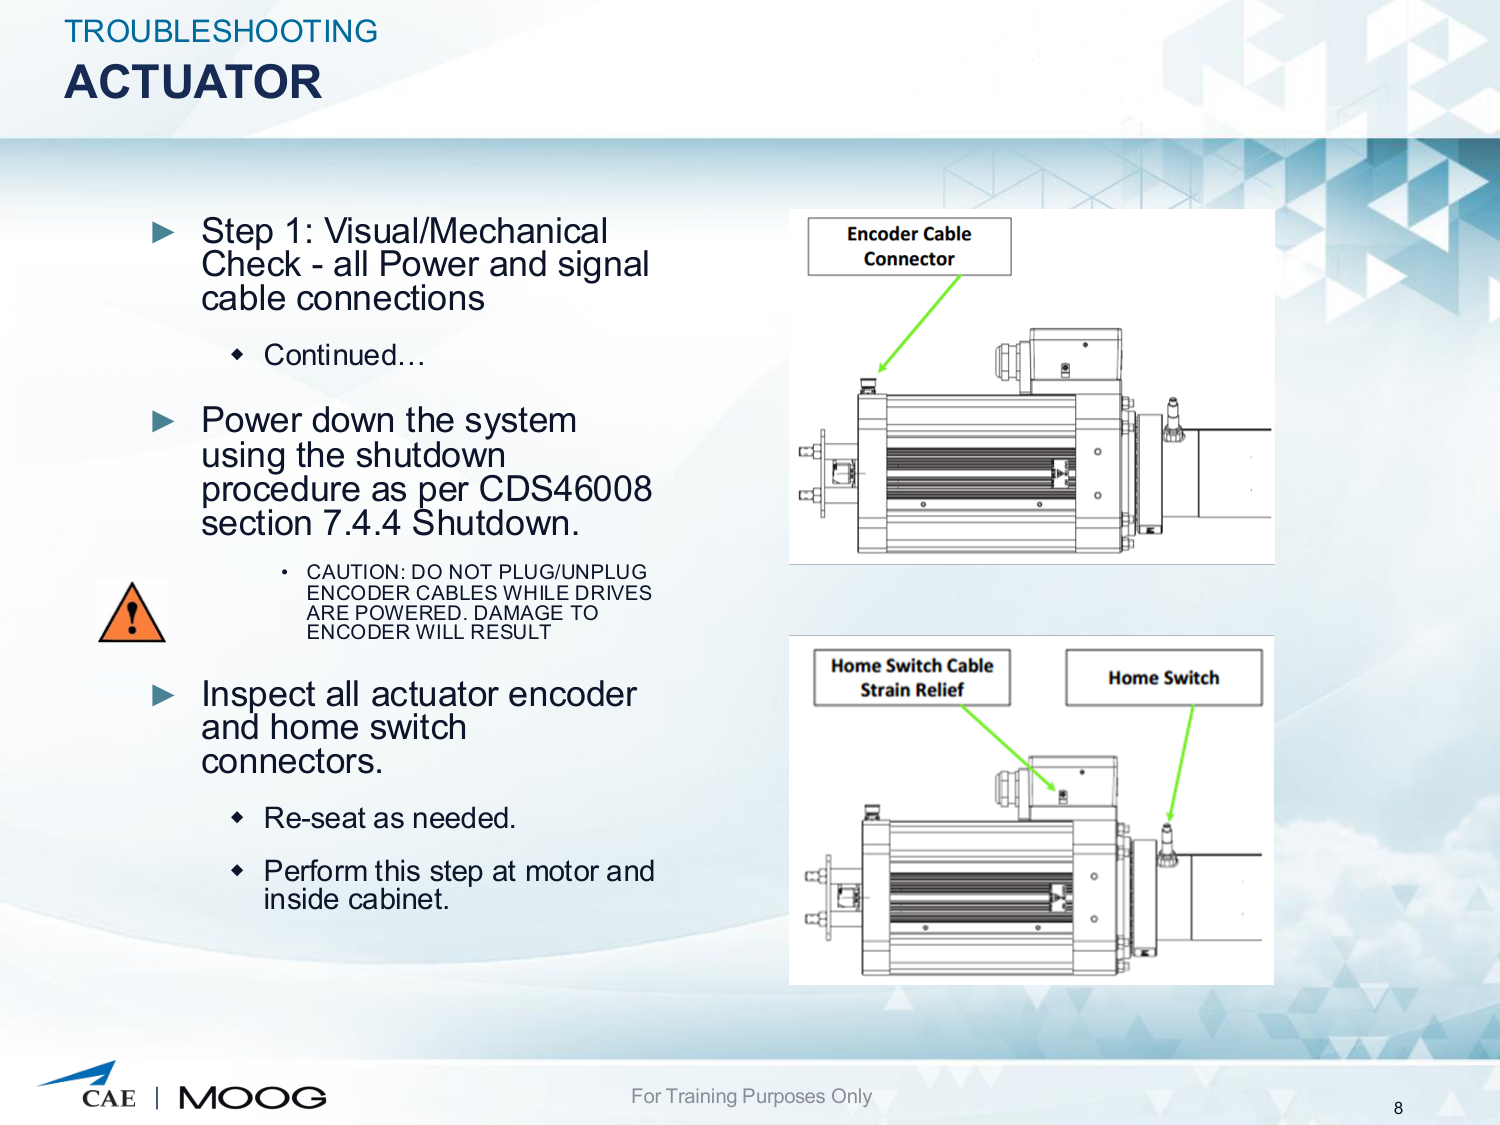 TROUBLESHOOTING
ACTUATOR
Step 1: Visual/Mechanical
Check - all Power and signal
cable connections
Continued…
Power down the system
using the shutdown
procedure as per CDS46008
section 7.4.4 Shutdown.
CAUTION: DO NOT PLUG/UNPLUG
ENCODER CABLES WHILE DRIVES
ARE POWERED. DAMAGE TO
ENCODER WILL RESULT
Inspect all actuator encoder
and home switch
connectors.
Re-seat as needed.
Perform this step at motor and
inside cabinet.
Encoder Cable
Connector
Home Switch Cable
Strain Relief
Home Switch
CAE | MOOG
For Training Purposes Only
8